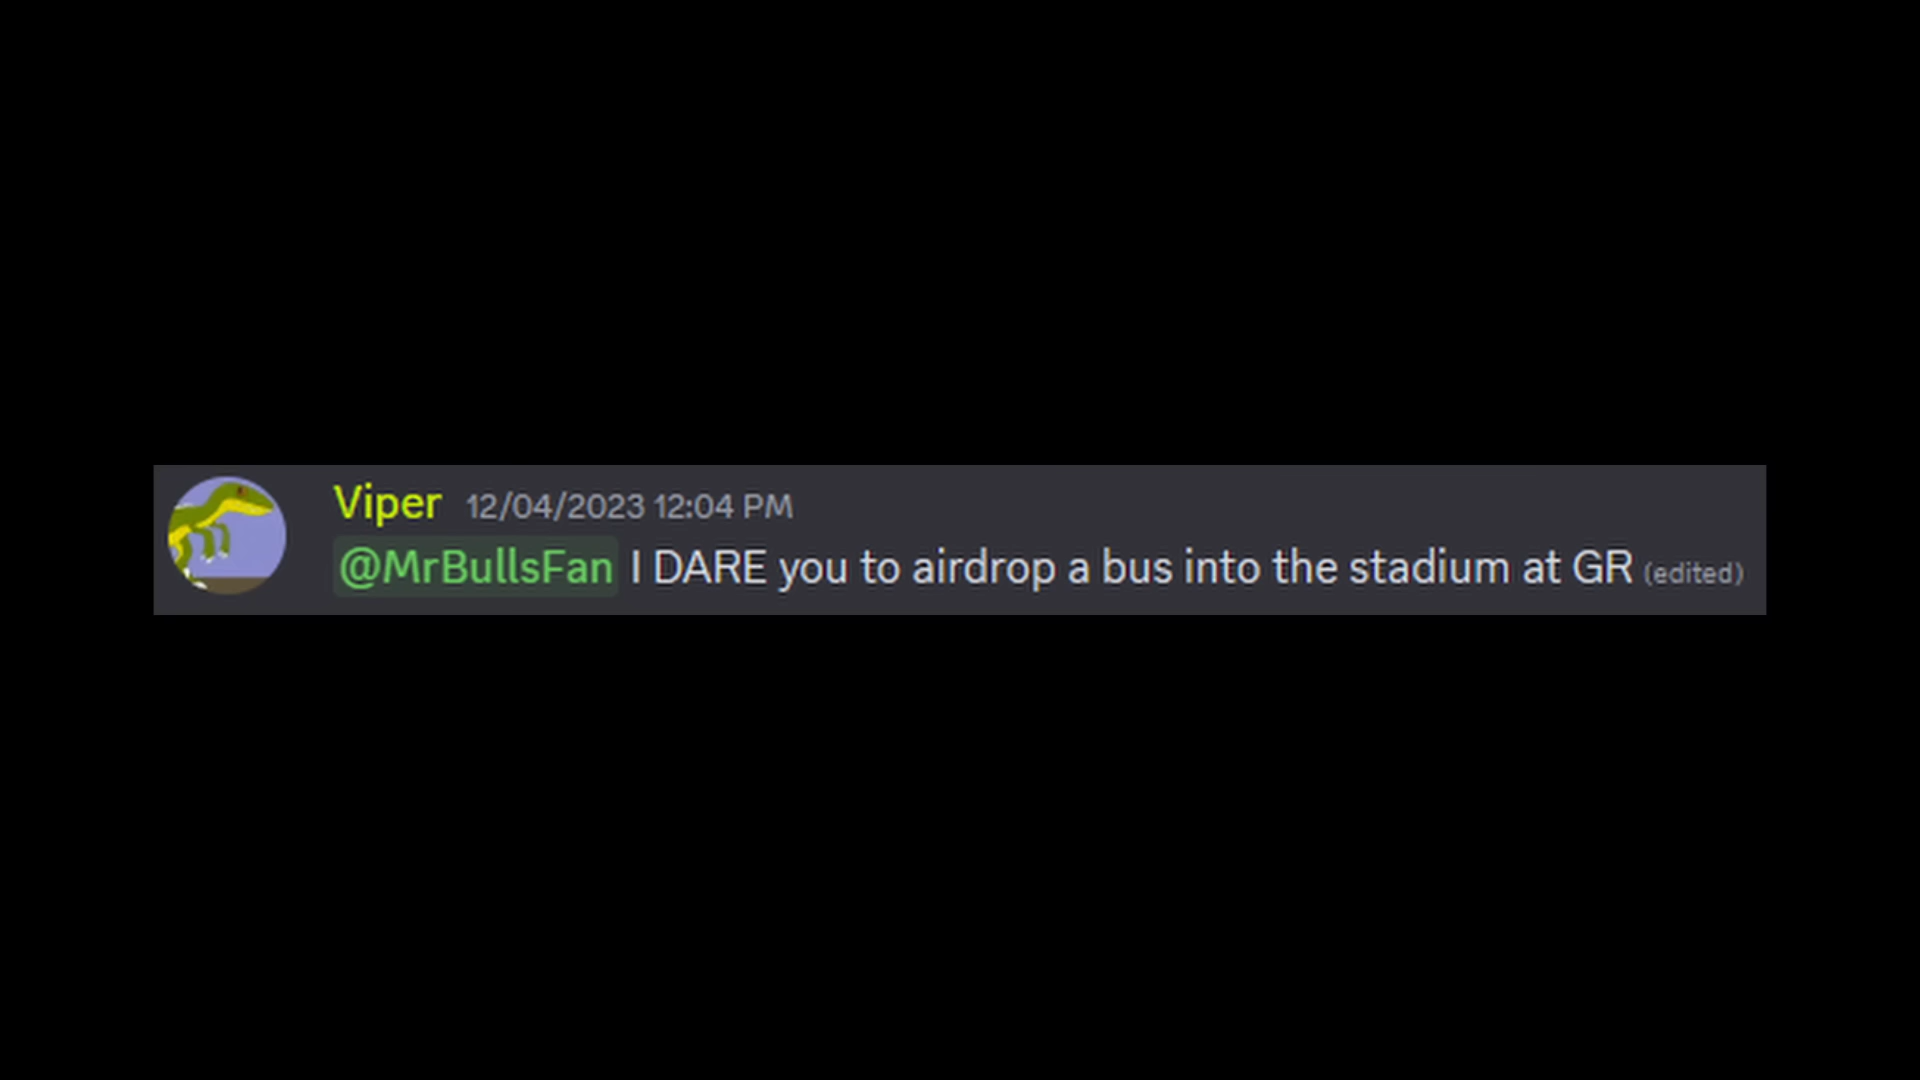 Viper 12/04/2023 12:04 PM
@MrBullsFan I DARE you to airdrop a bus into the stadium at GR (edited)